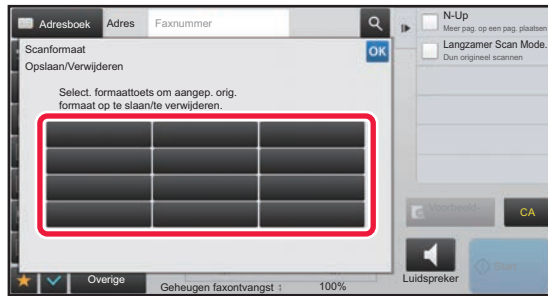 Adresboek Adres Faxnummer
N-Up
Meer pag. op een pag. plaatsen
Langzamer Scan Mode.
Dun origineel scannen
Scanformaat
OK
Opslaan/Verwijderen
Select. formaattoets om aangep. orig.
formaat op te slaan/te verwijderen.
Voorbeeld-
CA
Start
Luidspreker
Overige
Geheugen faxontvangst : 100%